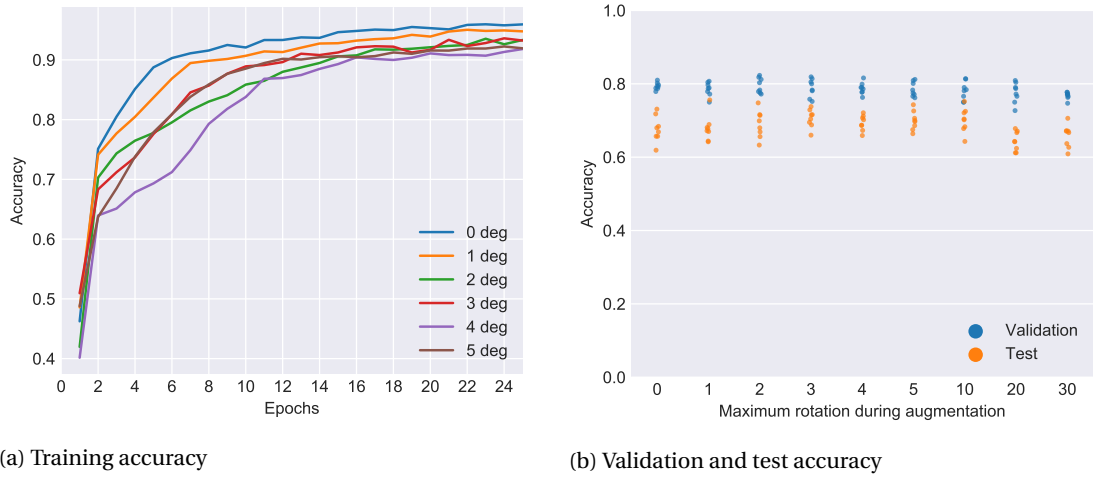 Accuracy
0.9
0.8
0.7
0.6
0.5
0.4
0 deg
1 deg
2 deg
3 deg
4 deg
5 deg
0 2 4 6 8 10 12 14 16 18 20 22 24
Epochs
(a) Training accuracy
Accuracy
1.0
0.8
0.6
0.4
0.2
0.0
Validation
Test
0 1 2 3 4 5 10 20 30
Maximum rotation during augmentation
(b) Validation and test accuracy